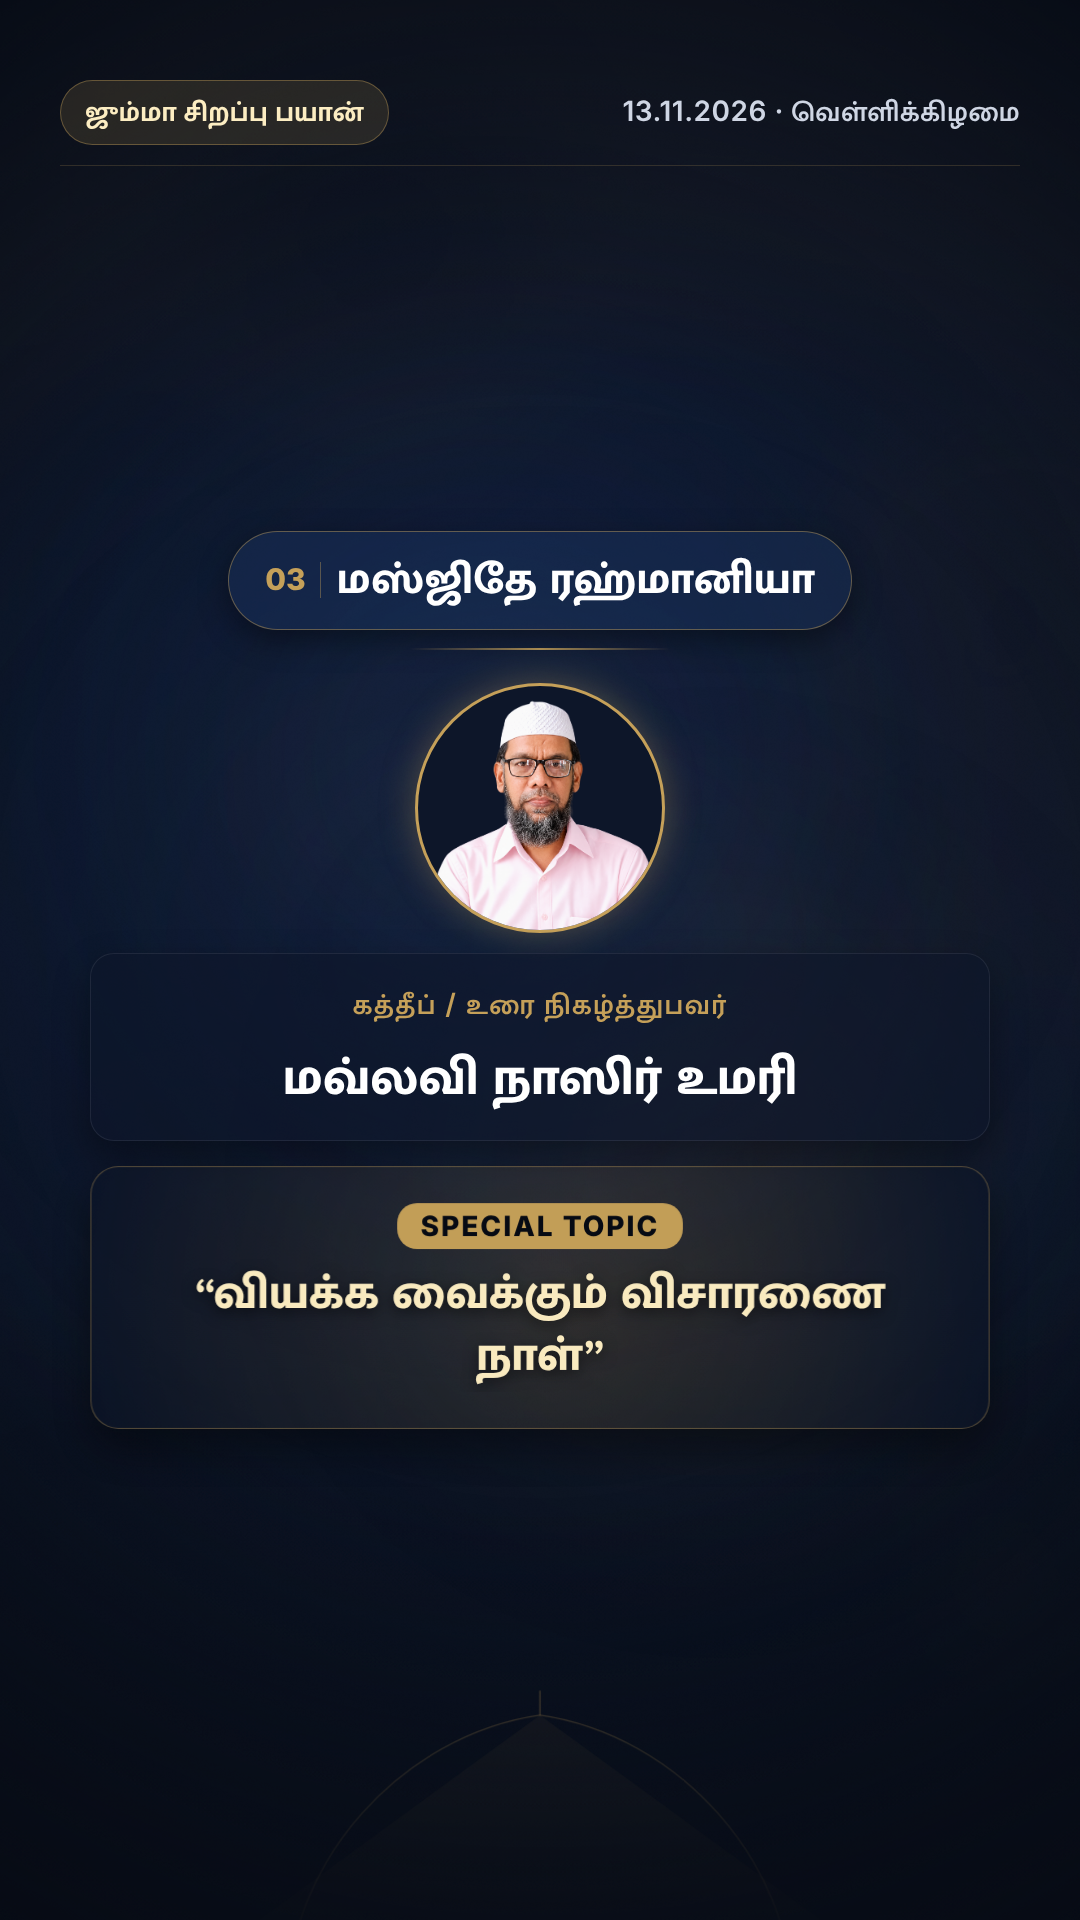 ஜும்மா சிறப்பு பயான்
13.11.2026 · வெள்ளிக்கிழமை
03 மஸ்ஜிதே ரஹ்மானியா
கத்தீப் / உரை நிகழ்த்துபவர்
மவ்லவி நாஸிர் உமரி
SPECIAL TOPIC
“வியக்க வைக்கும் விசாரணை
நாள்”